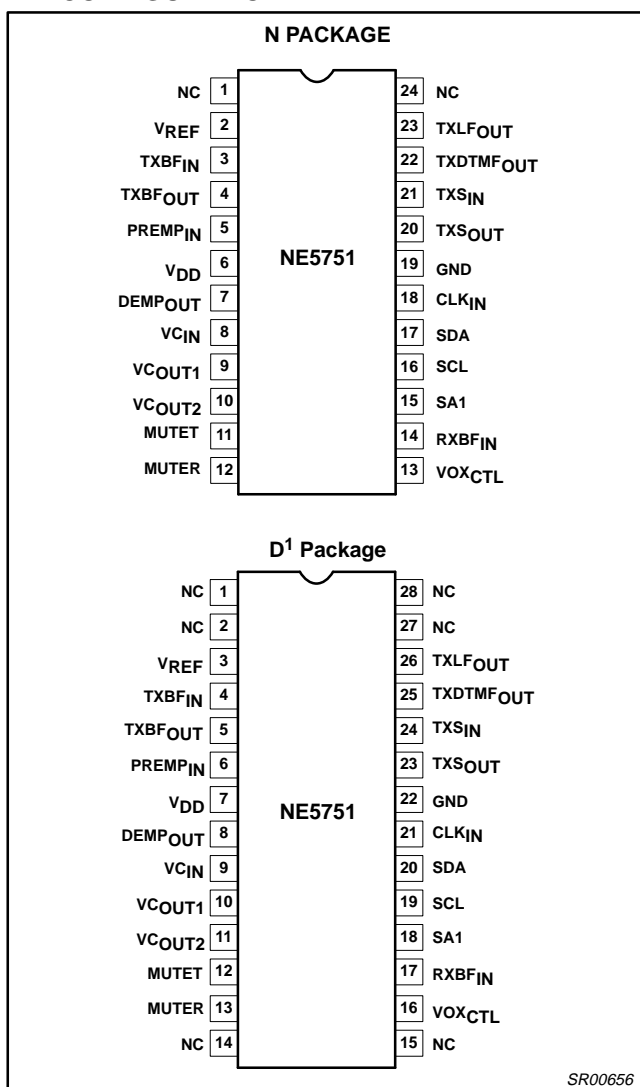 N PACKAGE
NC 1 24 NC
VREF 2 23 TXLFOUT
TXBFIN 3 22 TXDTMFOUT
TXBFOUT 4 21 TXSIN
PREMPIN 5 20 TXSOUT
NE5751
VDD 6 19 GND
DEMPOUT 7 18 CLKIN
VCIN 8 17 SDA
VCOUT1 9 16 SCL
VCOUT2 10 15 SA1
MUTET 11 14 RXBFIN
MUTER 12 13 VOXCTL
D1 Package
NC 1 28 NC
NC 2 27 NC
VREF 3 26 TXLFOUT
TXBFIN 4 25 TXDTMFOUT
TXBFOUT 5 24 TXSIN
PREMPIN 6 23 TXSOUT
VDD 7 22 GND
NE5751
DEMPOUT 8 21 CLKIN
VCIN 9 20 SDA
VCOUT1 10 19 SCL
VCOUT2 11 18 SA1
MUTET 12 17 RXBFIN
MUTER 13 16 VOXCTL
NC 14 15 NC
SR00656